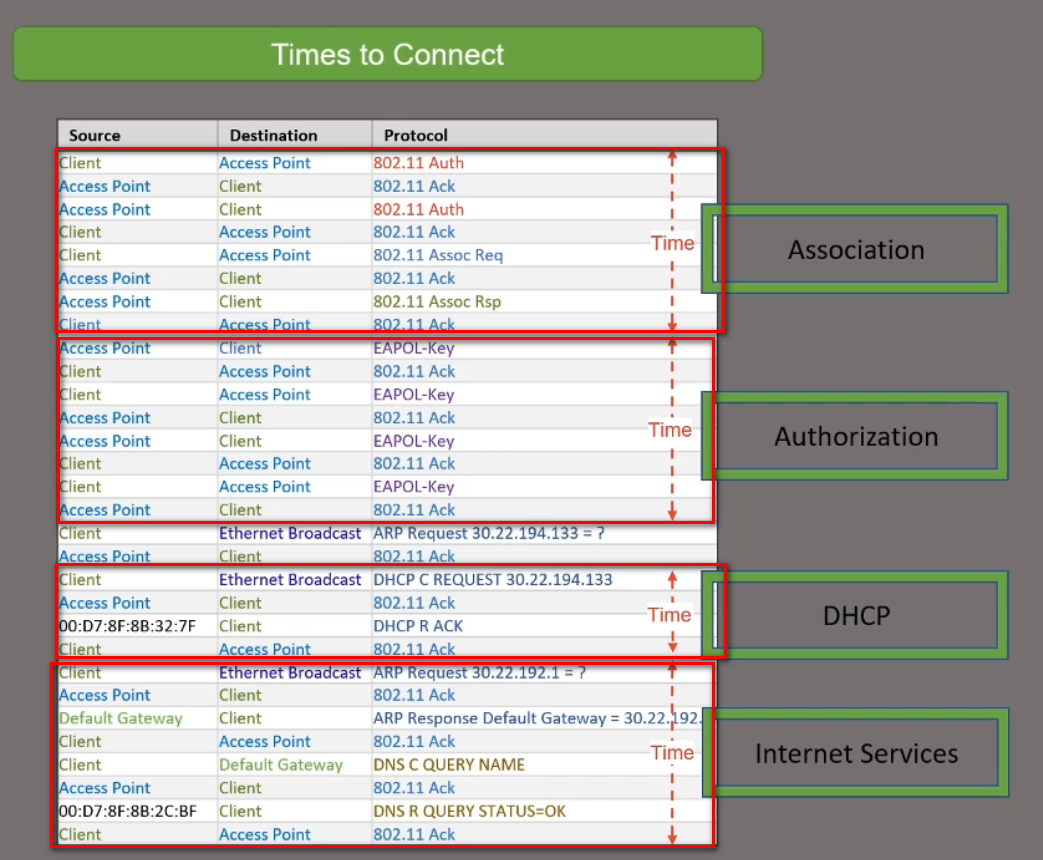 Times to Connect
Source Destination Protocol
Client Access Point 802.11 Auth
Access Point Client 802.11 Ack
Access Point Client 802.11 Auth
Client Access Point 802.11 Ack
Client Access Point 802.11 Assoc Req
Access Point Client 802.11 Ack
Access Point Client 802.11 Assoc Rsp
Client Access Point 802.11 Ack
Time
Association
Access Point Client EAPOL-Key
Client Access Point 802.11 Ack
Client Access Point EAPOL-Key
Access Point Client 802.11 Ack
Access Point Client EAPOL-Key
Client Access Point 802.11 Ack
Client Access Point EAPOL-Key
Access Point Client 802.11 Ack
Time
Authorization
Client Ethernet Broadcast ARP Request 30.22.194.133 = ?
Access Point Client 802.11 Ack
Client Ethernet Broadcast DHCP C REQUEST 30.22.194.133
Access Point Client 802.11 Ack
00:D7:8F:8B:32:7F Client DHCP R ACK
Client Access Point 802.11 Ack
Time
DHCP
Client Ethernet Broadcast ARP Request 30.22.192.1 = ?
Access Point Client 802.11 Ack
Default Gateway Client ARP Response Default Gateway = 30.22.192.
Client Access Point 802.11 Ack
Client Default Gateway DNS C QUERY NAME
Access Point Client 802.11 Ack
00:D7:8F:8B:2C:BF Client DNS R QUERY STATUS=OK
Client Access Point 802.11 Ack
Time
Internet Services